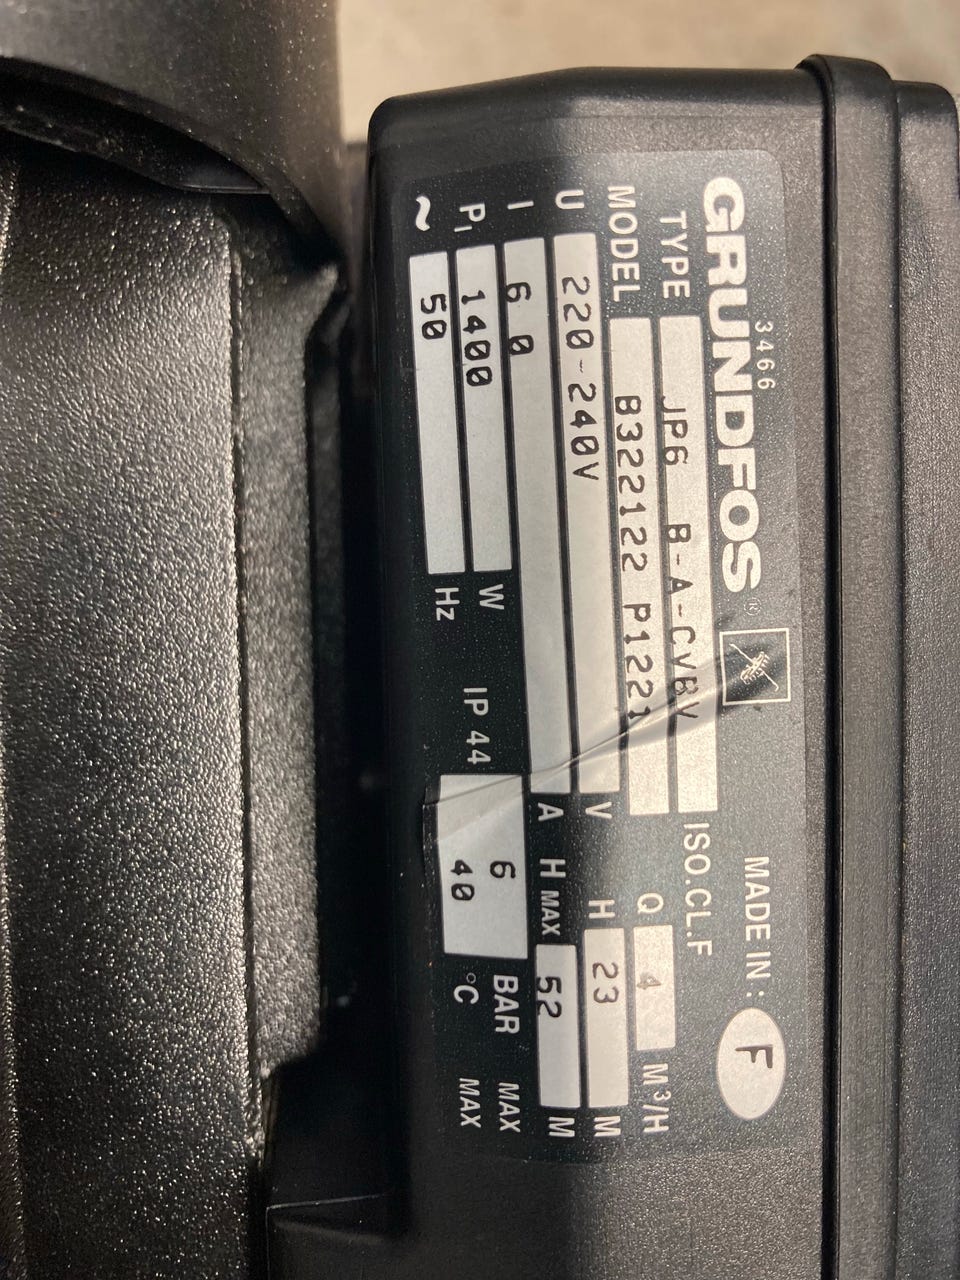 3466
GRUNDFOS ® MADE IN: F
TYPE JP6 B-A-CVBV ISO.CL.F
MODEL B322122 P1221 Q 4 M³/H
U 220-240V V H 23 M
I 6 0 A H MAX 52 M
P₁ 1400 W IP 44 6 BAR MAX
~ 50 Hz 40 °C MAX